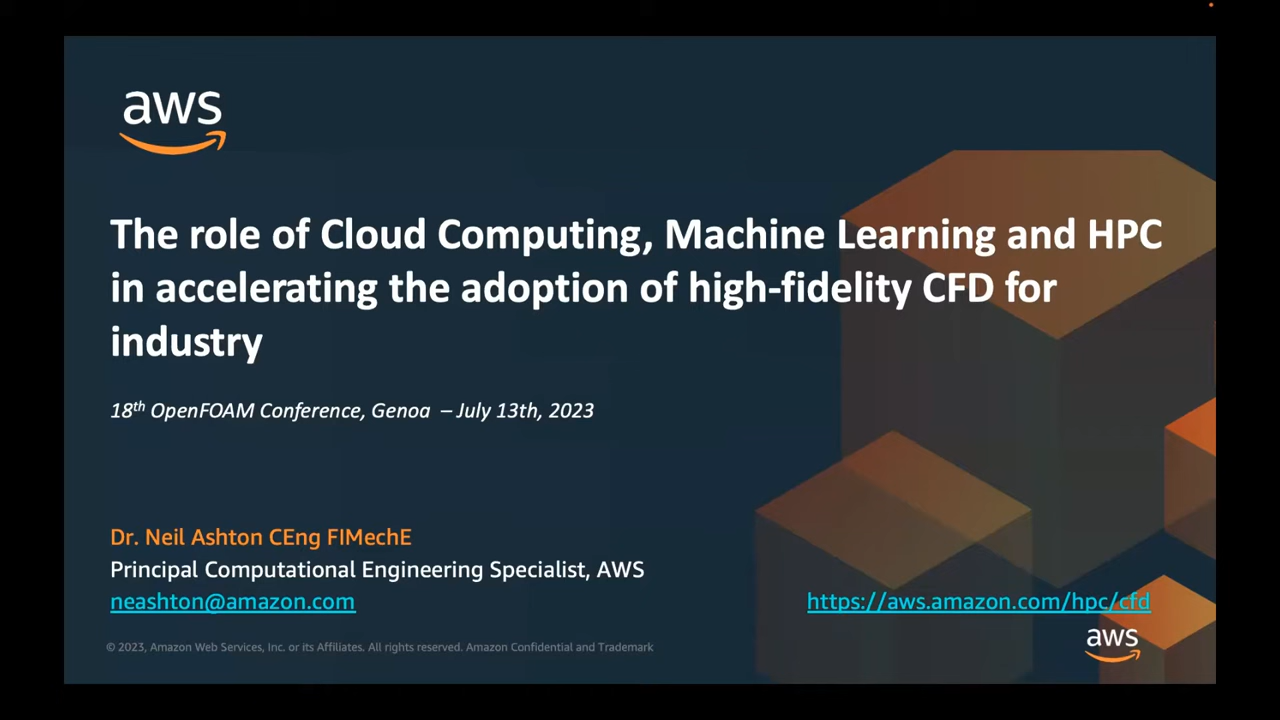 aws
The role of Cloud Computing, Machine Learning and HPC
in accelerating the adoption of high-fidelity CFD for
industry
18th OpenFOAM Conference, Genoa – July 13th, 2023
Dr. Neil Ashton CEng FIMechE
Principal Computational Engineering Specialist, AWS
neashton@amazon.com
https://aws.amazon.com/hpc/cfd
© 2023, Amazon Web Services, Inc. or its Affiliates. All rights reserved. Amazon Confidential and Trademark
aws